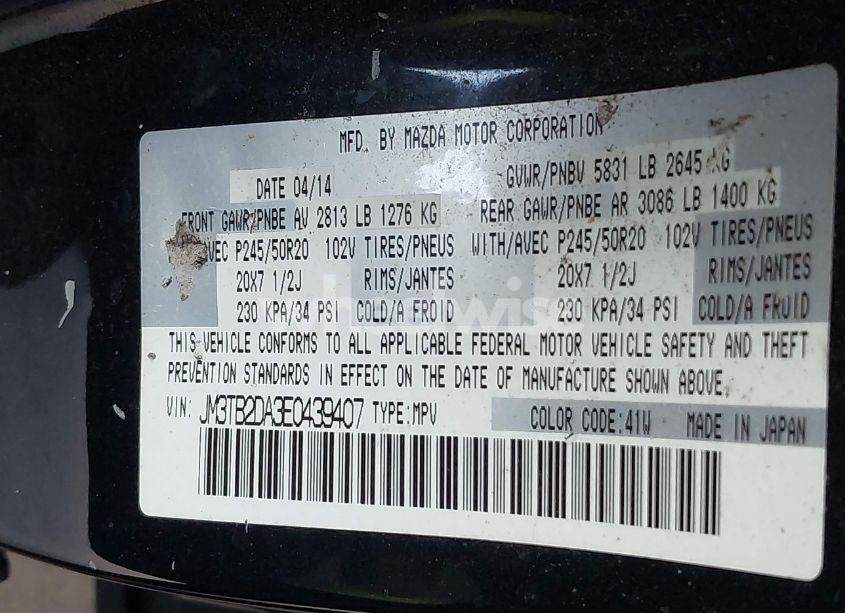 MFD. BY MAZDA MOTOR CORPORATION
DATE 04/14 GVWR/PNBV 5831 LB 2645 KG
FRONT GAWR/PNBE AV 2813 LB 1276 KG REAR GAWR/PNBE AR 3086 LB 1400 KG
AVEC P245/50R20 102V TIRES/PNEUS WITH/AVEC P245/50R20 102V TIRES/PNEUS
20X7 1/2J RIMS/JANTES 20X7 1/2J RIMS/JANTES
230 KPA/34 PSI COLD/A FROID 230 KPA/34 PSI COLD/A FROID
THIS VEHICLE CONFORMS TO ALL APPLICABLE FEDERAL MOTOR VEHICLE SAFETY AND THEFT
PREVENTION STANDARDS IN EFFECT ON THE DATE OF MANUFACTURE SHOWN ABOVE.
VIN: JM3TB2DA3E0439407 TYPE:MPV COLOR CODE:41W MADE IN JAPAN